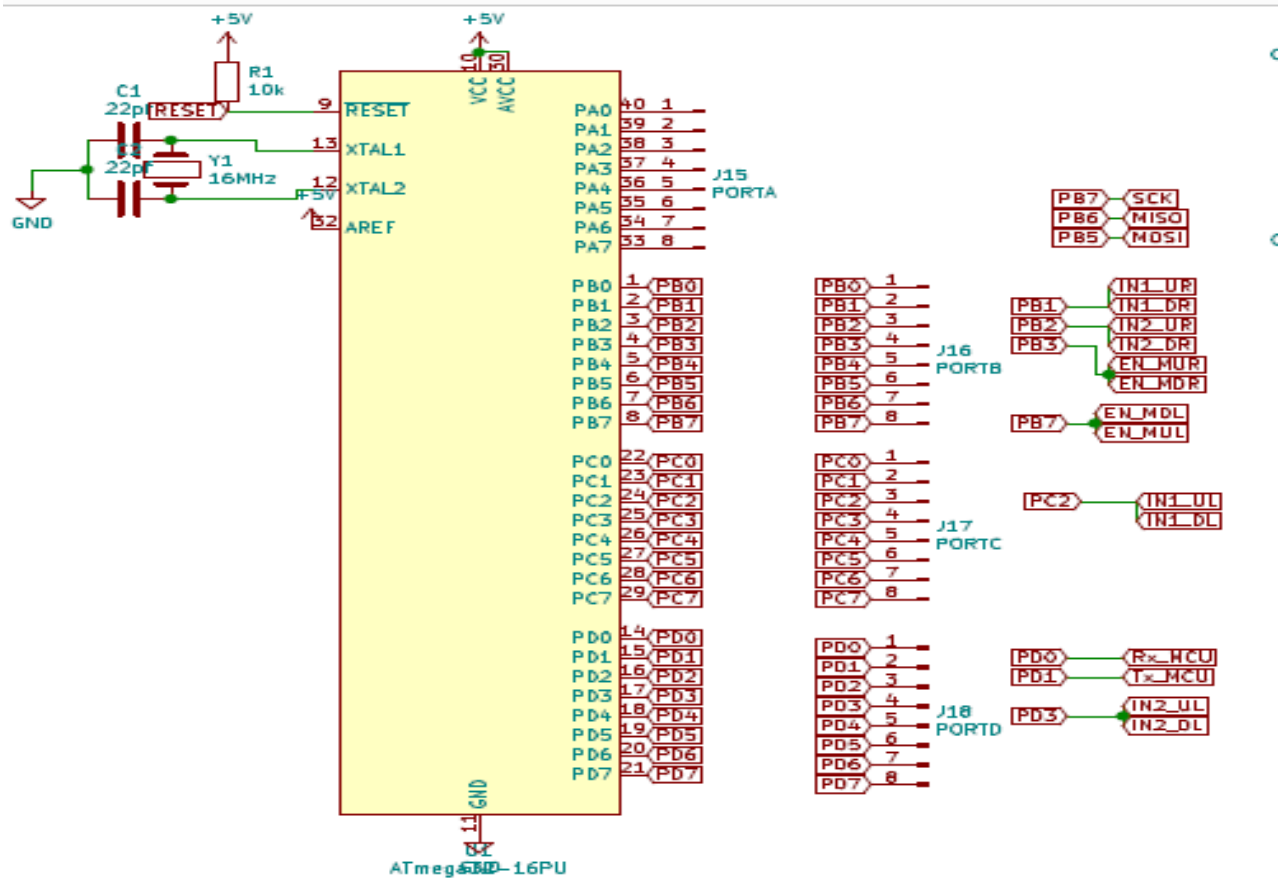 +5V
+5V
R1
10k
C1
22p
RESET
9
RESET
10
VCC
30
AVCC
13
XTAL1
22pf
Y1
16MHz
12
XTAL2
+5V
32
AREF
GND
PA0 40 1
PA1 39 2
PA2 38 3
PA3 37 4
PA4 36 5
PA5 35 6
PA6 34 7
PA7 33 8
J15
PORTA
PB0 1 PB0
PB1 2 PB1
PB2 3 PB2
PB3 4 PB3
PB4 5 PB4
PB5 6 PB5
PB6 7 PB6
PB7 8 PB7
PC0 22 PC0
PC1 23 PC1
PC2 24 PC2
PC3 25 PC3
PC4 26 PC4
PC5 27 PC5
PC6 28 PC6
PC7 29 PC7
PD0 14 PD0
PD1 15 PD1
PD2 16 PD2
PD3 17 PD3
PD4 18 PD4
PD5 19 PD5
PD6 20 PD6
PD7 21 PD7
GND
11
PB0 1
PB1 2
PB2 3
PB3 4
PB4 5
PB5 6
PB6 7
PB7 8
J16
PORTB
PC0 1
PC1 2
PC2 3
PC3 4
PC4 5
PC5 6
PC6 7
PC7 8
J17
PORTC
PD0 1
PD1 2
PD2 3
PD3 4
PD4 5
PD5 6
PD6 7
PD7 8
J18
PORTD
PB7 SCK
PB6 MISO
PB5 MOSI
IN1_UR
PB1 IN1_DR
PB2 IN2_UR
PB3 IN2_DR
EN_MUR
EN_MDR
EN_MDL
PB7
EN_MUL
PC2 IN1_UL
IN1_DL
PD0 Rx_MCU
PD1 Tx_MCU
IN2_UL
PD3
IN2_DL